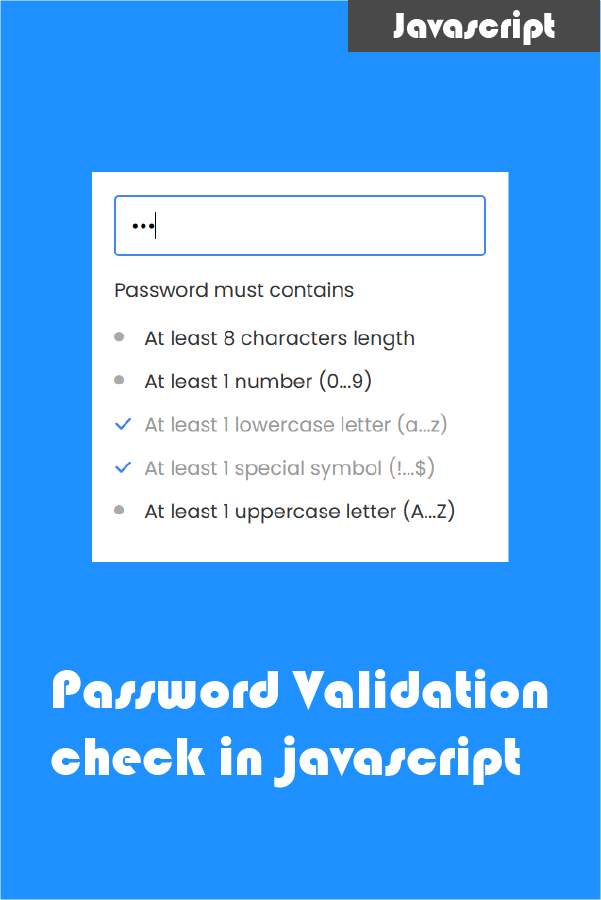 Javascript
•••
Password must contains
At least 8 characters length
At least 1 number (0...9)
At least 1 lowercase letter (a...z)
At least 1 special symbol (!...$)
At least 1 uppercase letter (A...Z)
Password Validation
check in javascript